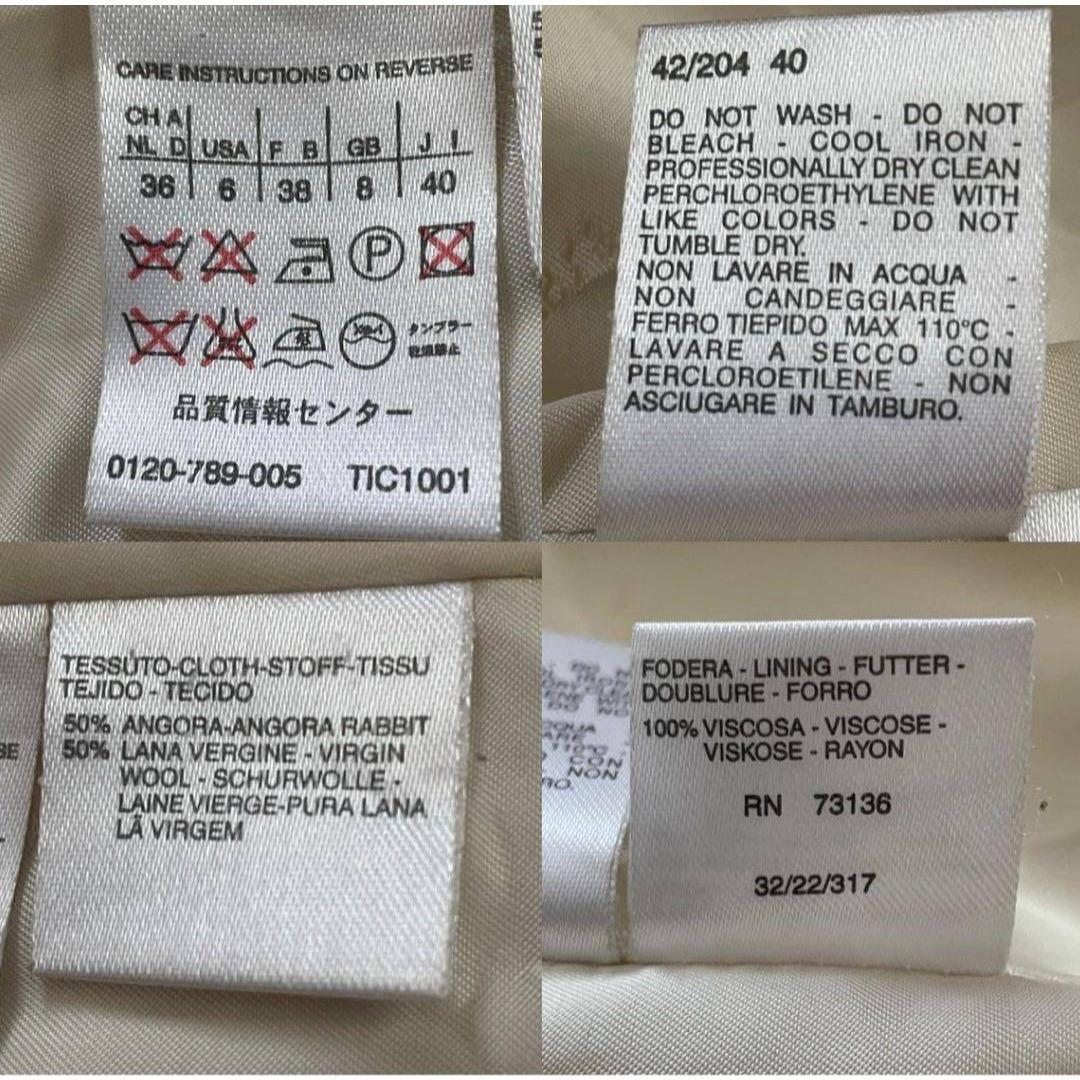 CARE INSTRUCTIONS ON REVERSE
CH A
NL D USA F B GB J I
36 6 38 8 40
P
タンブラー
乾燥禁止
品質情報センター
0120-789-005 TIC1001
42/204 40
DO NOT WASH - DO NOT
BLEACH - COOL IRON -
PROFESSIONALLY DRY CLEAN
PERCHLOROETHYLENE WITH
LIKE COLORS - DO NOT
TUMBLE DRY.
NON LAVARE IN ACQUA -
NON CANDEGGIARE -
FERRO TIEPIDO MAX 110°C -
LAVARE A SECCO CON
PERCLOROETILENE - NON
ASCIUGARE IN TAMBURO.
TESSUTO-CLOTH-STOFF-TISSU
TEJIDO - TECIDO
50% ANGORA-ANGORA RABBIT
50% LANA VERGINE - VIRGIN
WOOL - SCHURWOLLE -
LAINE VIERGE-PURA LANA
LÃ VIRGEM
FODERA - LINING - FUTTER -
DOUBLURE - FORRO
100% VISCOSA - VISCOSE -
VISKOSE - RAYON
RN 73136
32/22/317
110°C
CON
NON